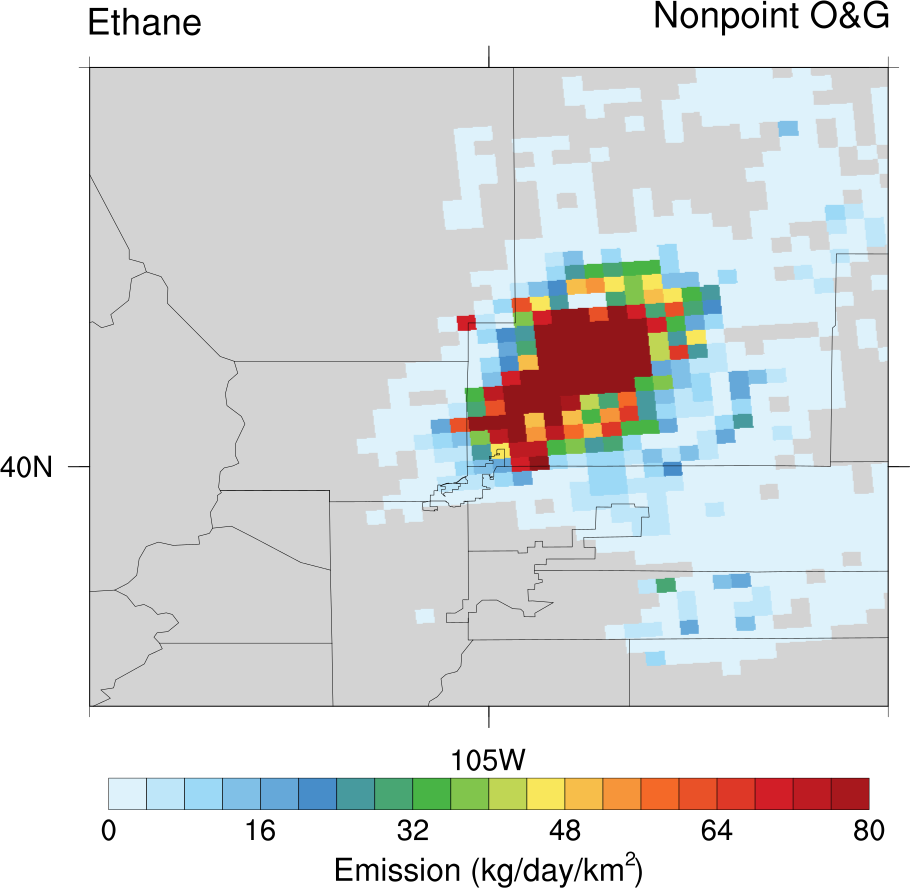 Ethane
Nonpoint O&G
40N
105W
0 16 32 48 64 80
Emission (kg/day/km²)